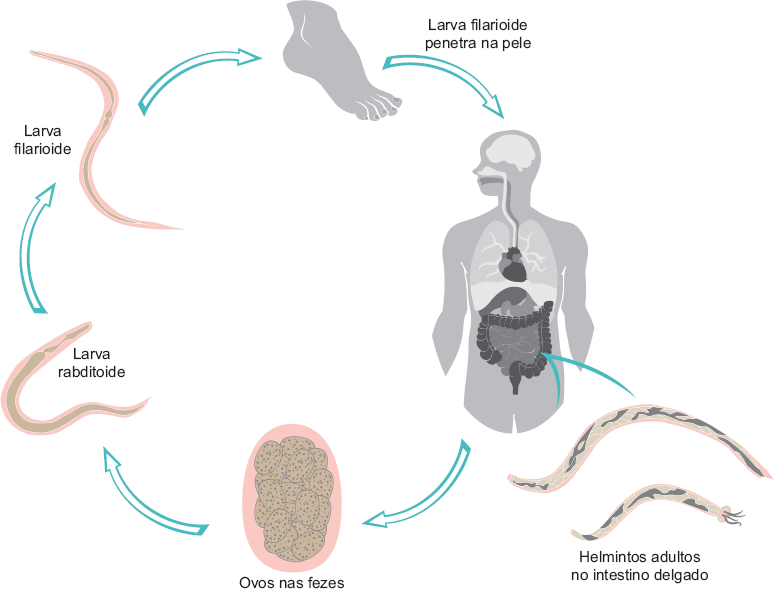 Larva filarioide
penetra na pele
Larva
filarioide
Larva
rabditoide
Ovos nas fezes
Helmintos adultos
no intestino delgado